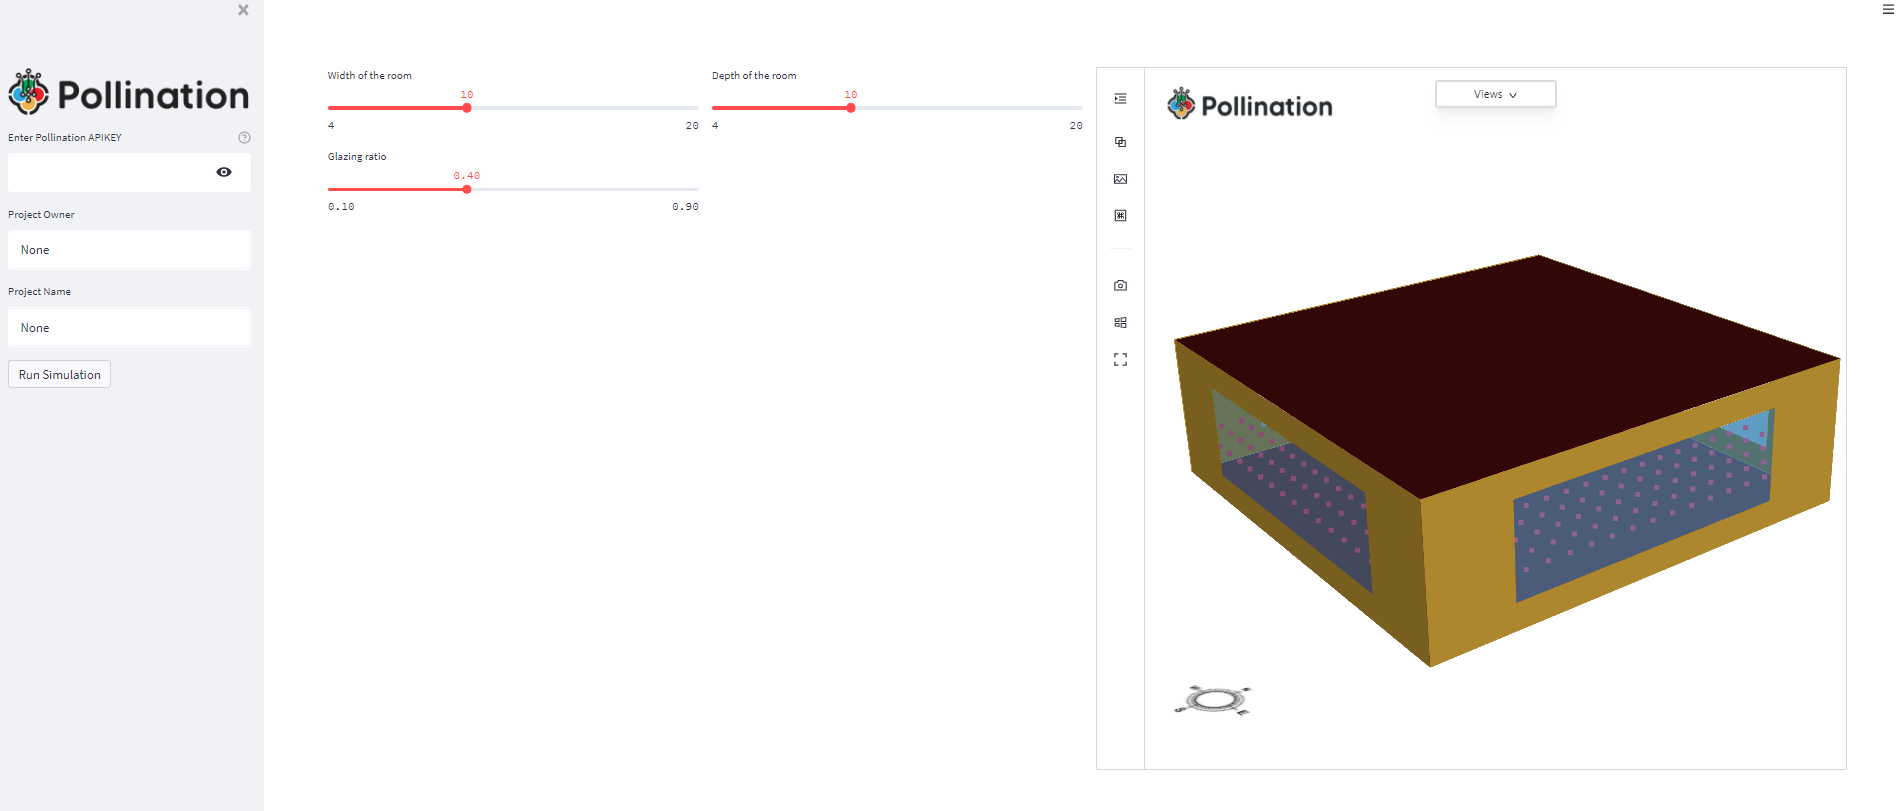 Pollination
Enter Pollination APIKEY
Project Owner
None
Project Name
None
Run Simulation
Width of the room
10
4 20
Depth of the room
10
4 20
Glazing ratio
0.40
0.10 0.90
Pollination
Views